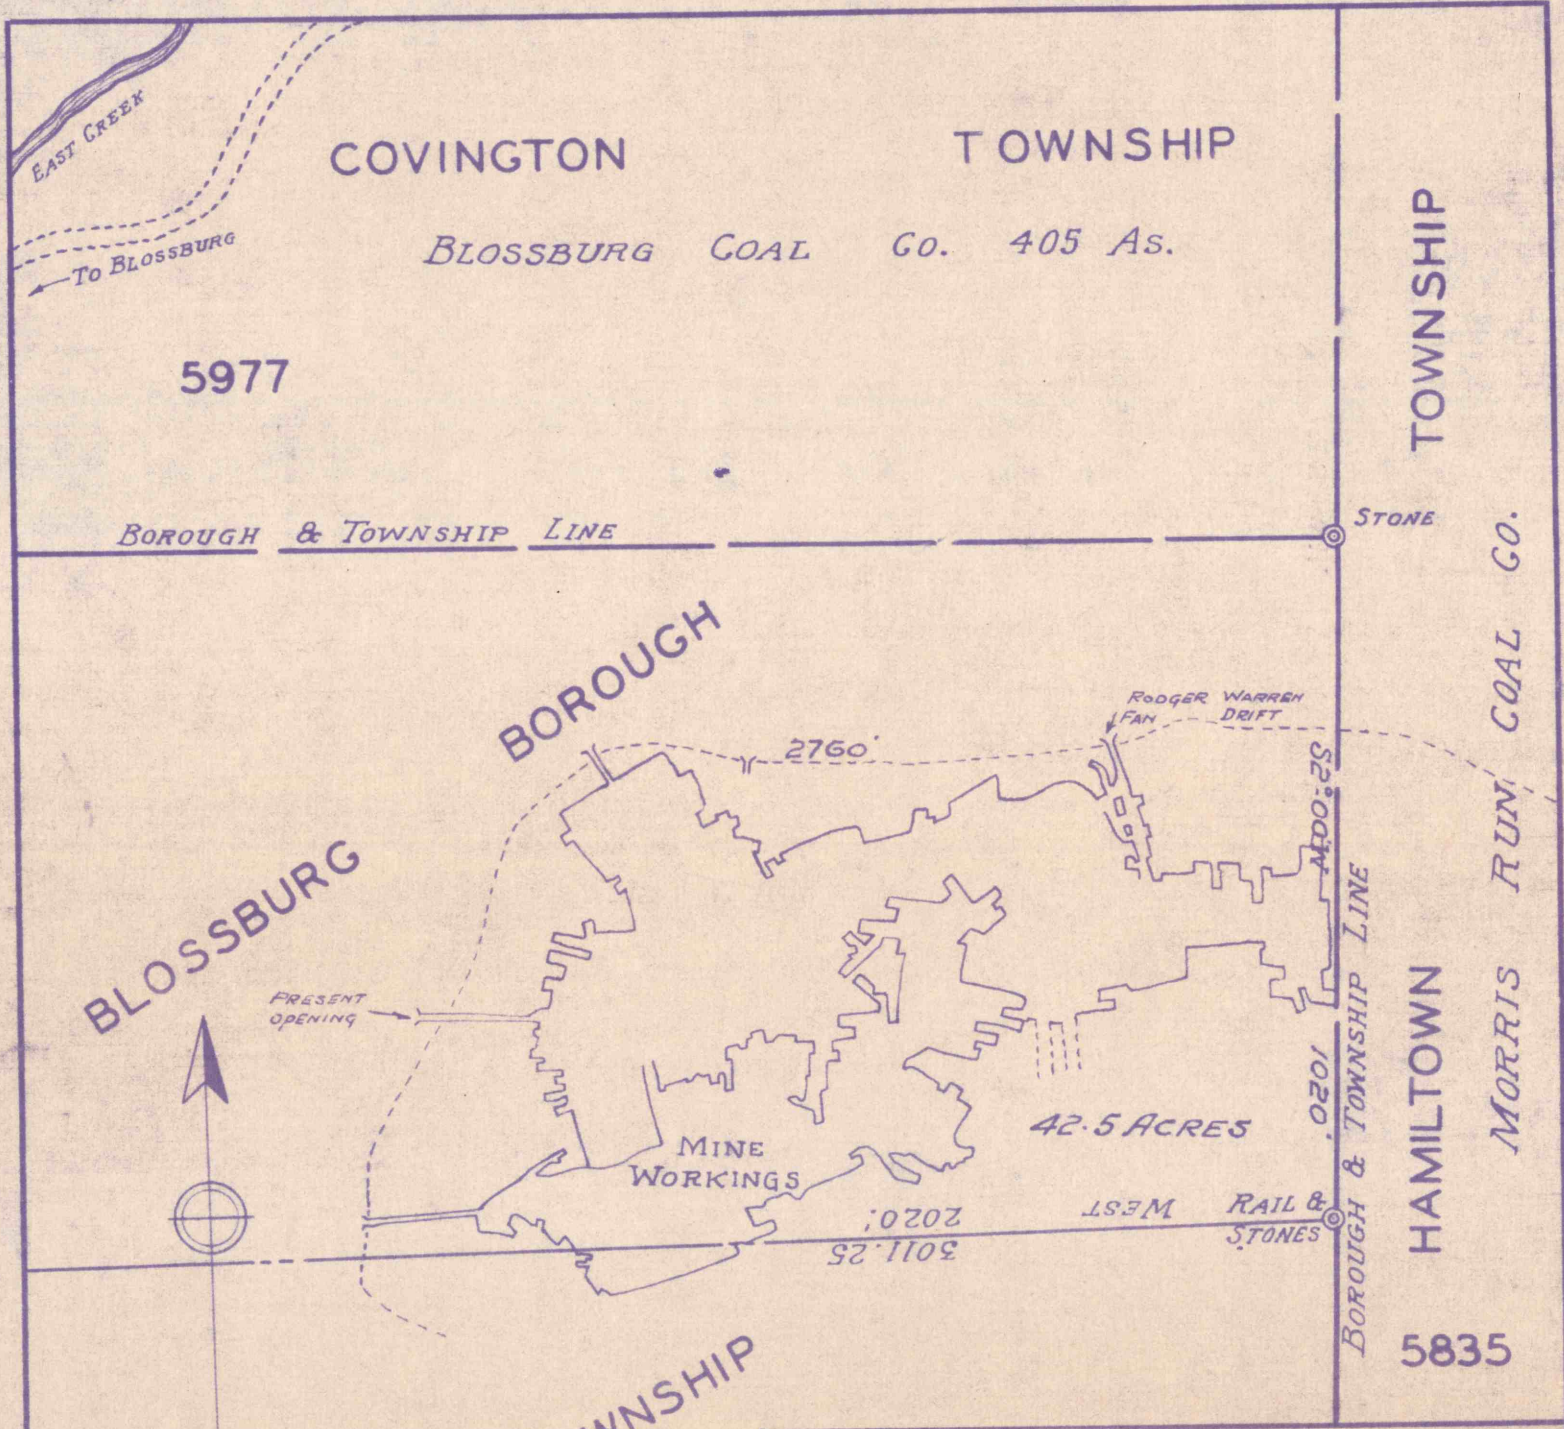 EAST CREEK
TO BLOSSBURG
COVINGTON TOWNSHIP
BLOSSBURG COAL CO. 405 AS.
5977
BOROUGH & TOWNSHIP LINE
STONE
TOWNSHIP
HAMILTOWN
MORRIS RUN COAL CO.
BLOSSBURG BOROUGH
RODGER WARREN
FAN DRIFT
2760'
S2°00'W
1020'
BOROUGH & TOWNSHIP LINE
PRESENT
OPENING
42.5 ACRES
MINE
WORKINGS
2020'
3011.25
WEST
RAIL &
STONES
5835
WNSHIP